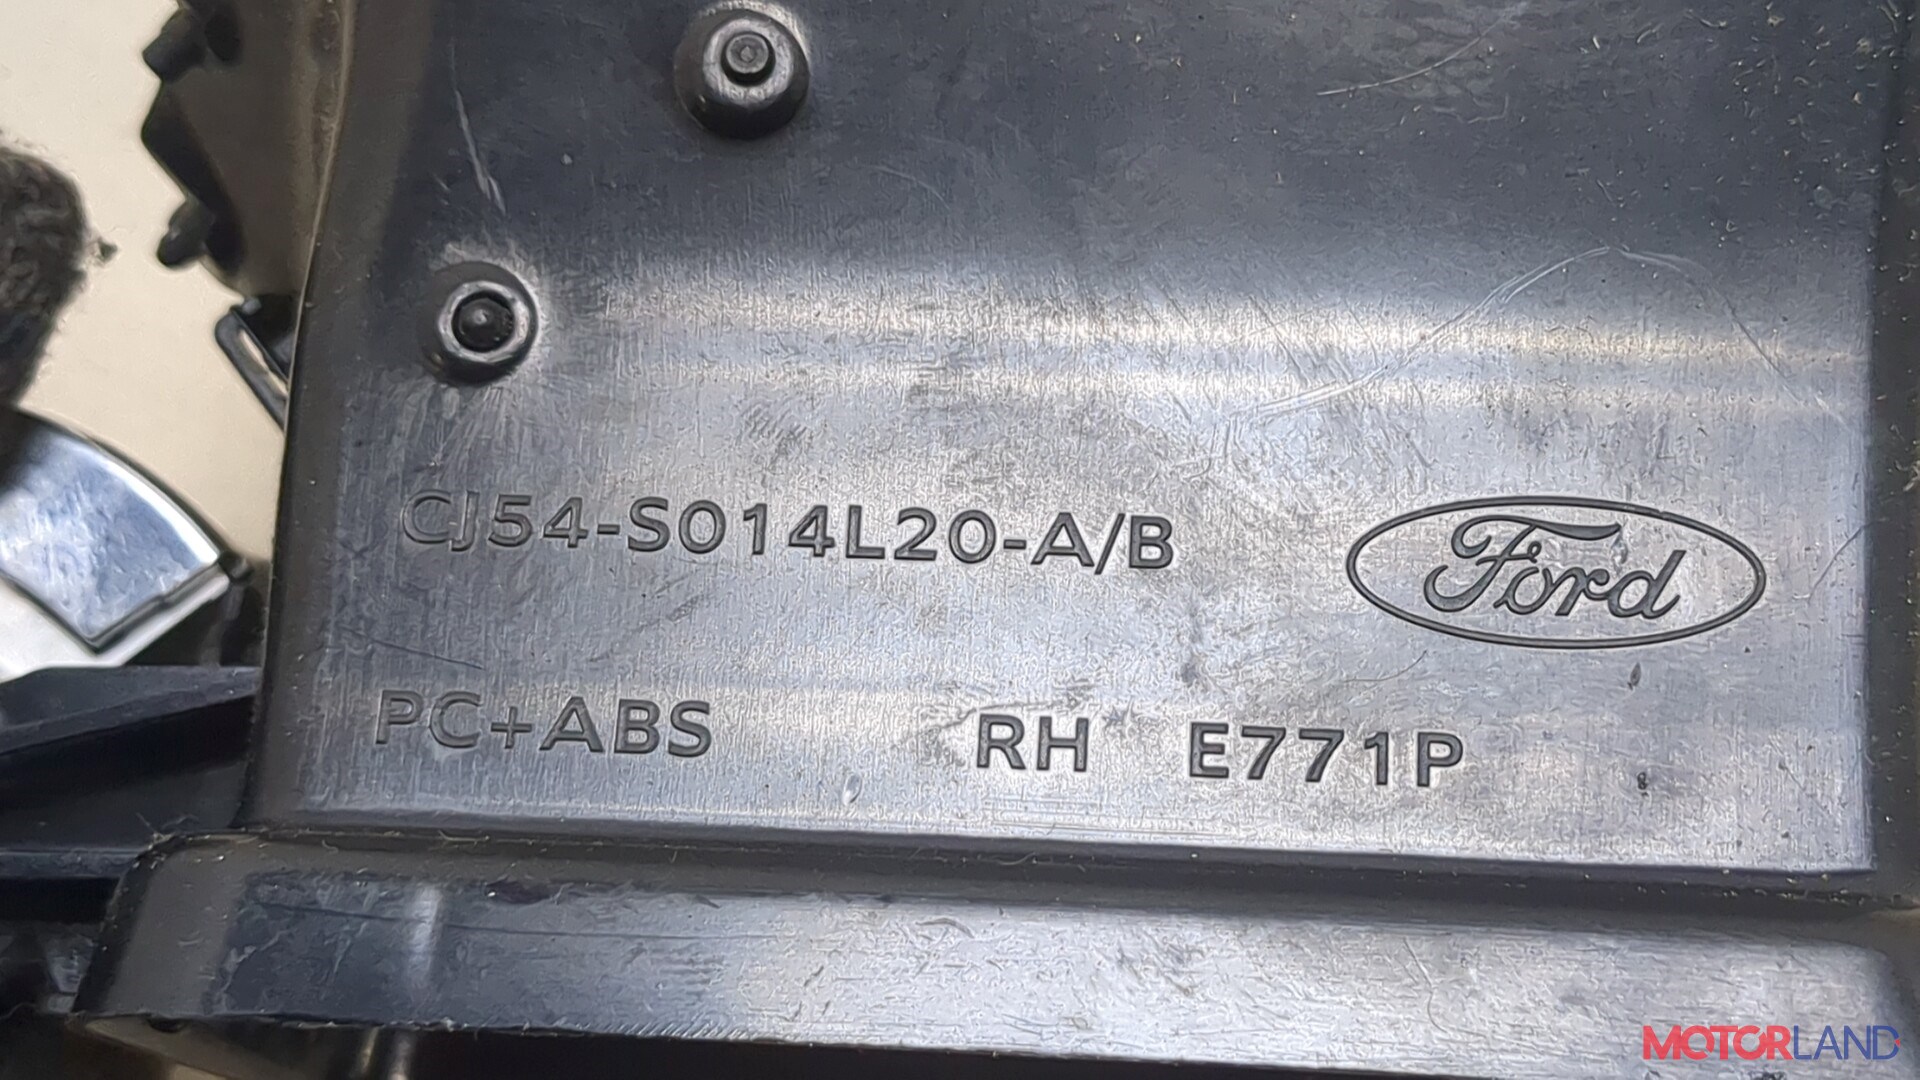 CJ54-S014L20-A/B
Ford
PC+ABS RH E771P
MOTORLAND